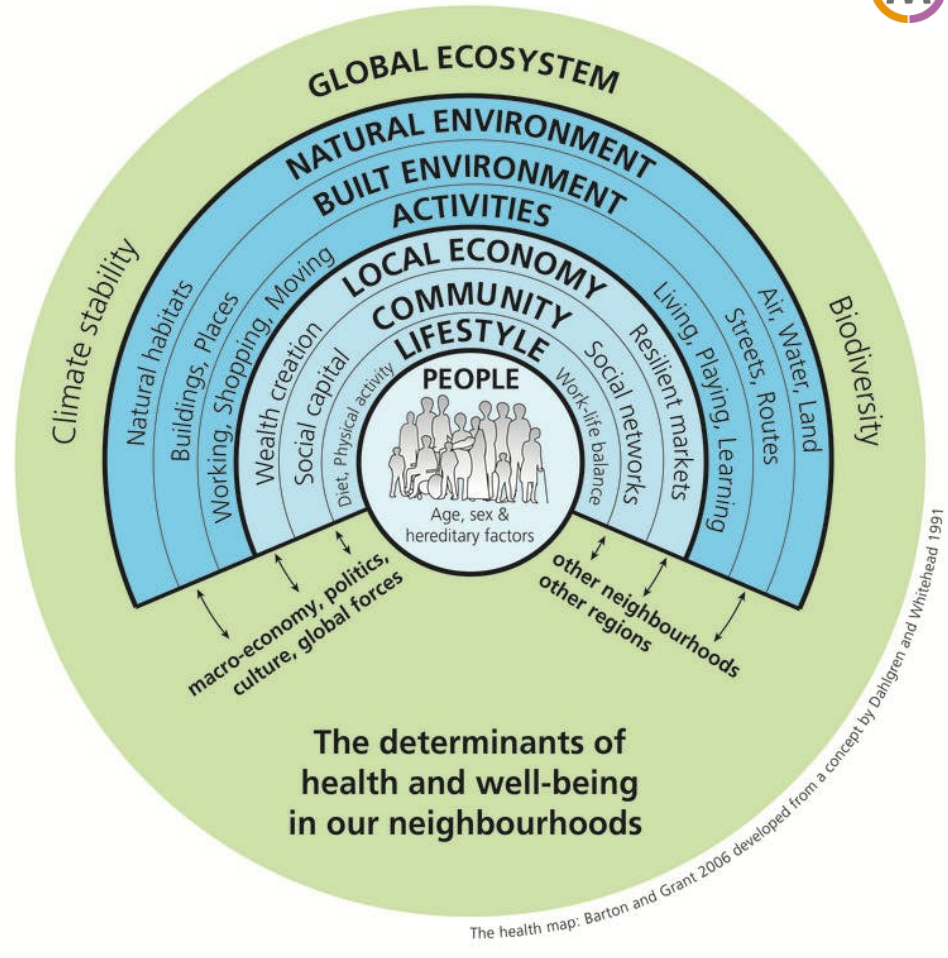 GLOBAL ECOSYSTEM
NATURAL ENVIRONMENT
BUILT ENVIRONMENT
ACTIVITIES
LOCAL ECONOMY
COMMUNITY
LIFESTYLE
PEOPLE
Age, sex &
hereditary factors
Climate stability
Natural habitats
Buildings, Places
Working, Shopping, Moving
Wealth creation
Social capital
Diet, Physical activity
Work-life balance
Social networks
Resilient markets
Living, Playing, Learning
Streets, Routes
Air, Water, Land
Biodiversity
macro-economy, politics,
culture, global forces
other neighbourhoods
other regions
The determinants of
health and well-being
in our neighbourhoods
The health map: Barton and Grant 2006 developed from a concept by Dahlgren and Whitehead 1991